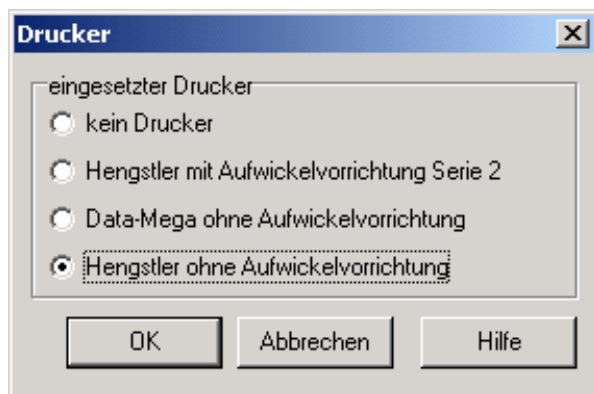 Drucker
eingesetzter Drucker
kein Drucker
Hengstler mit Aufwickelvorrichtung Serie 2
Data-Mega ohne Aufwickelvorrichtung
Hengstler ohne Aufwickelvorrichtung
OK Abbrechen Hilfe